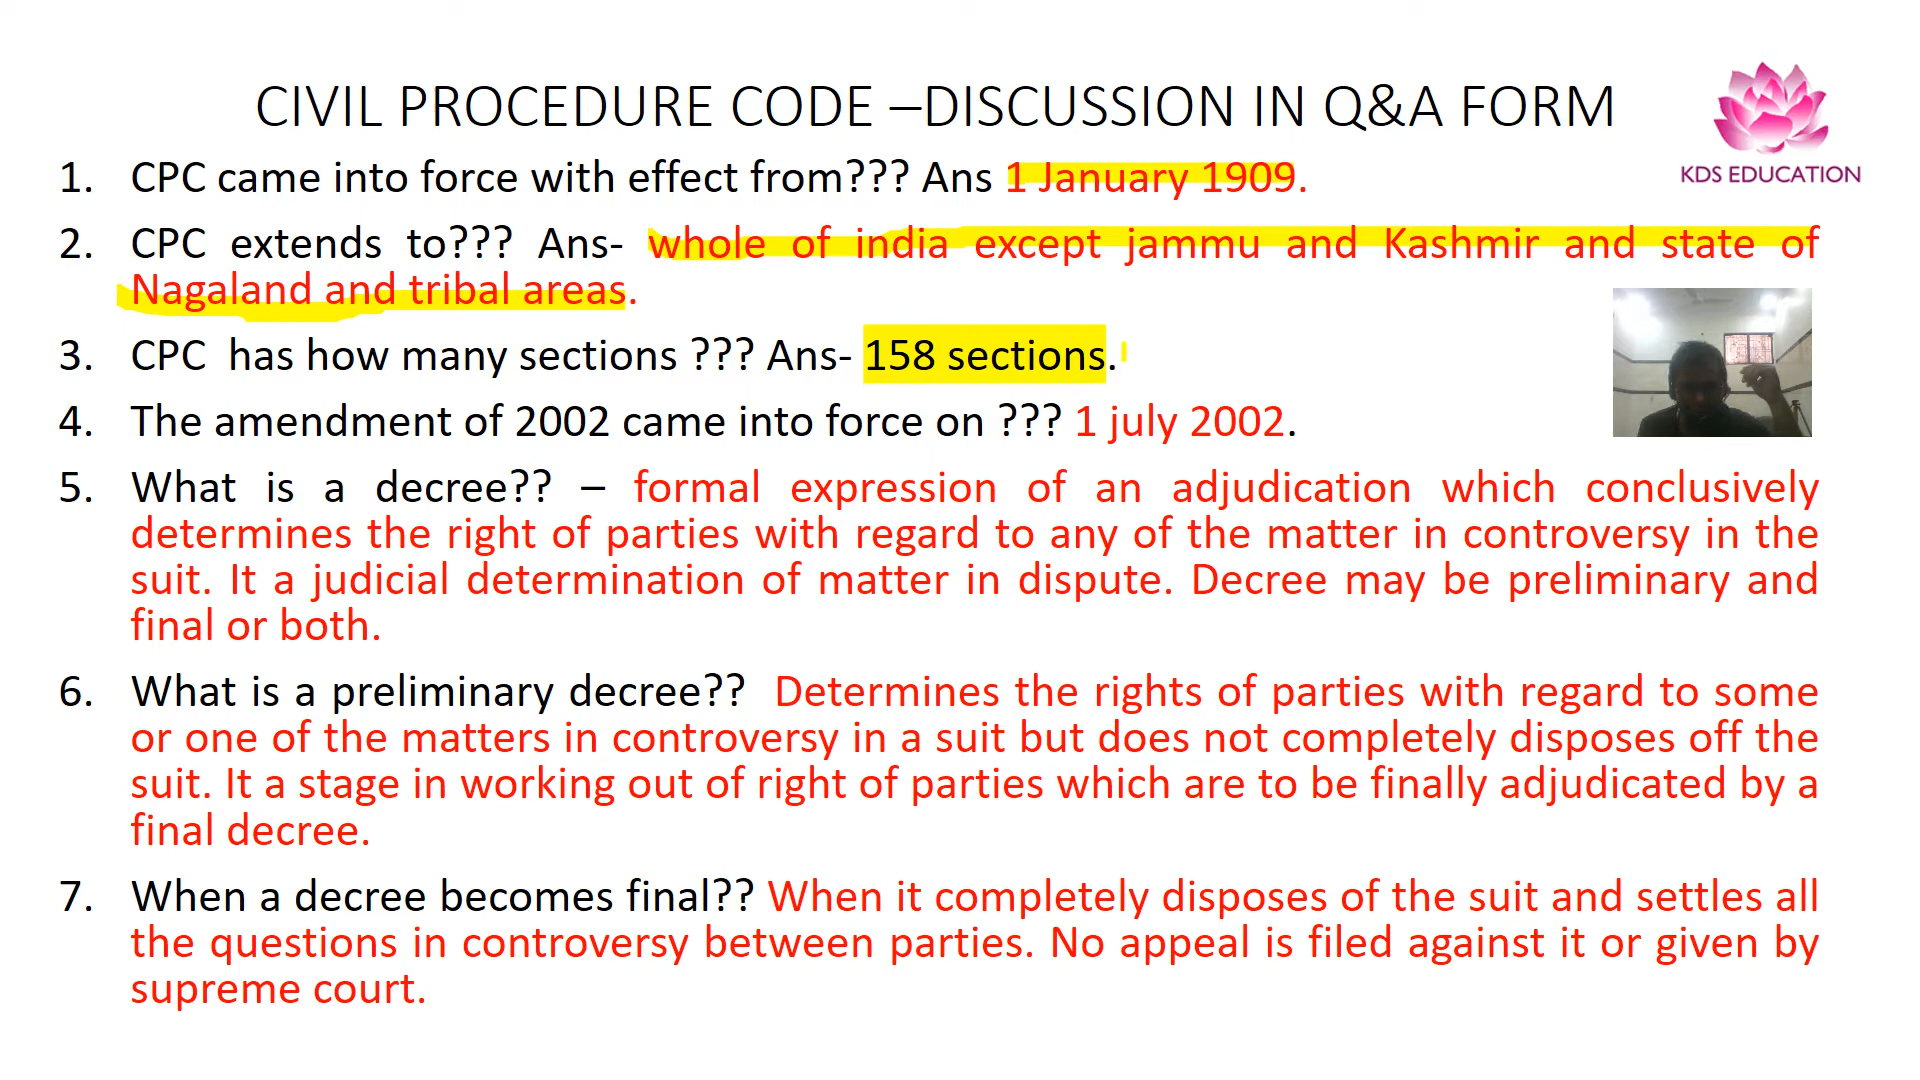 CIVIL PROCEDURE CODE –DISCUSSION IN Q&A FORM
KDS EDUCATION
1. CPC came into force with effect from??? Ans 1 January 1909.
2. CPC extends to??? Ans- whole of india except jammu and Kashmir and state of
Nagaland and tribal areas.
3. CPC has how many sections ??? Ans- 158 sections.
4. The amendment of 2002 came into force on ??? 1 july 2002.
5. What is a decree?? – formal expression of an adjudication which conclusively
determines the right of parties with regard to any of the matter in controversy in the
suit. It a judicial determination of matter in dispute. Decree may be preliminary and
final or both.
6. What is a preliminary decree?? Determines the rights of parties with regard to some
or one of the matters in controversy in a suit but does not completely disposes off the
suit. It a stage in working out of right of parties which are to be finally adjudicated by a
final decree.
7. When a decree becomes final?? When it completely disposes of the suit and settles all
the questions in controversy between parties. No appeal is filed against it or given by
supreme court.